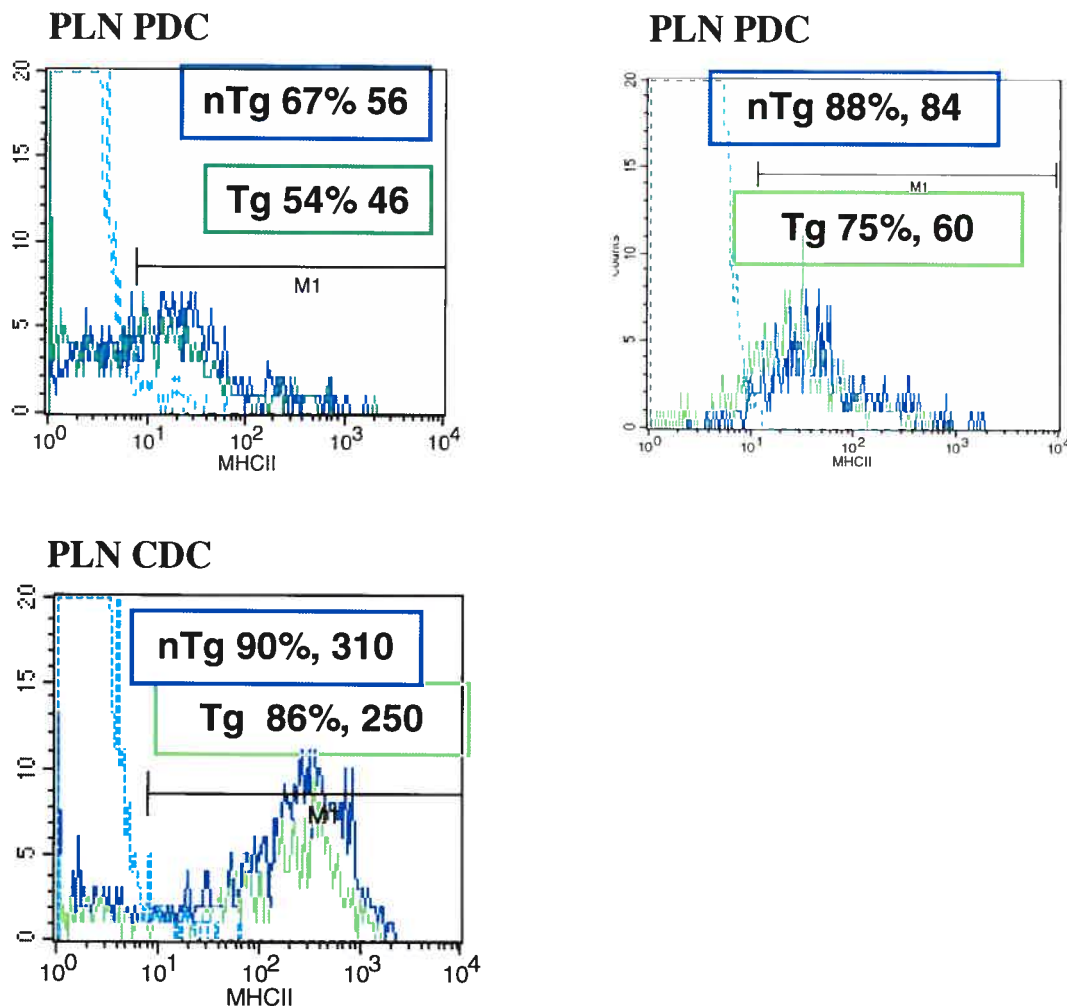 PLN PDC
20
15
10
5
0
nTg 67% 56
Tg 54% 46
M1
10^0 10^1 10^2 10^3 10^4
MHCII
PLN PDC
20
15
10
5
0
Counts
nTg 88%, 84
M1
Tg 75%, 60
10^0 10^1 10^2 10^3 10^4
MHCII
PLN CDC
20
15
10
5
0
nTg 90%, 310
Tg 86%, 250
M1
10^0 10^1 10^2 10^3 10^4
MHCII